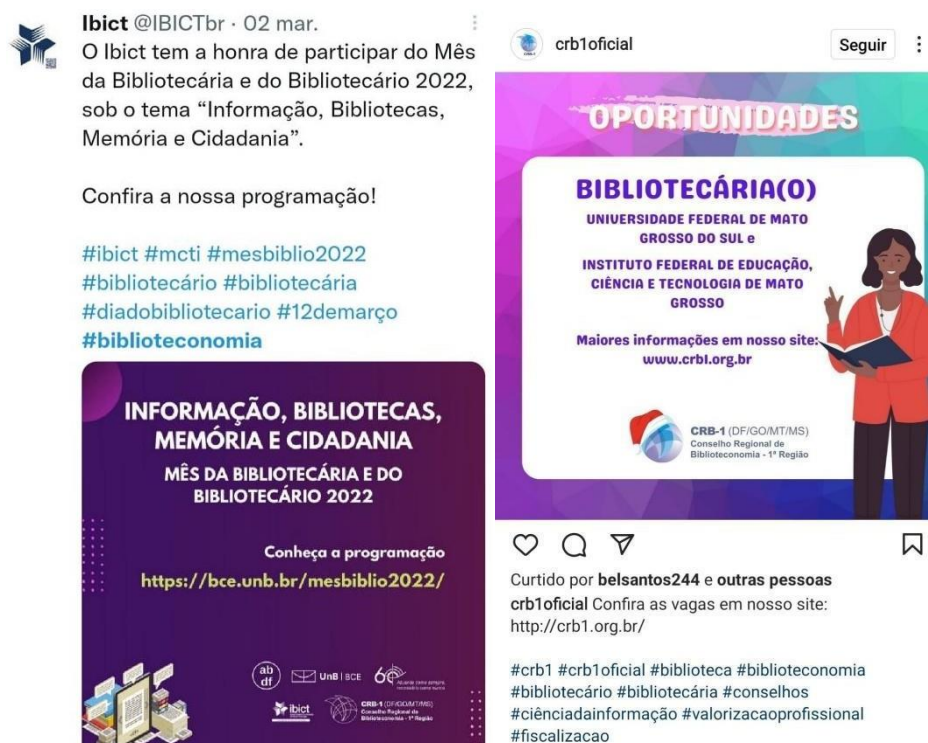 Ibict @IBICTbr · 02 mar.
O Ibict tem a honra de participar do Mês
da Bibliotecária e do Bibliotecário 2022,
sob o tema “Informação, Bibliotecas,
Memória e Cidadania”.
Confira a nossa programação!
#ibict #mcti #mesbiblio2022
#bibliotecário #bibliotecária
#diadobibliotecario #12demarço
#biblioteconomia
INFORMAÇÃO, BIBLIOTECAS,
MEMÓRIA E CIDADANIA
MÊS DA BIBLIOTECÁRIA E DO
BIBLIOTECÁRIO 2022
Conheça a programação
https://bce.unb.br/mesbiblio2022/
ab
df
UnB | BCE
60
ibict
CRB-1 (DF/GO/MT/MS)
Conselho Regional de
Biblioteconomia - 1ª Região
crb1oficial
Seguir
OPORTUNIDADES
BIBLIOTECÁRIA(O)
UNIVERSIDADE FEDERAL DE MATO
GROSSO DO SUL e
INSTITUTO FEDERAL DE EDUCAÇÃO,
CIÊNCIA E TECNOLOGIA DE MATO
GROSSO
Maiores informações em nosso site:
www.crb1.org.br
CRB-1 (DF/GO/MT/MS)
Conselho Regional de
Biblioteconomia - 1ª Região
Curtido por belsantos244 e outras pessoas
crb1oficial Confira as vagas em nosso site:
http://crb1.org.br/
#crb1 #crb1oficial #biblioteca #biblioteconomia
#bibliotecário #bibliotecária #conselhos
#ciênciadainformação #valorizacaoprofissional
#fiscalizacao